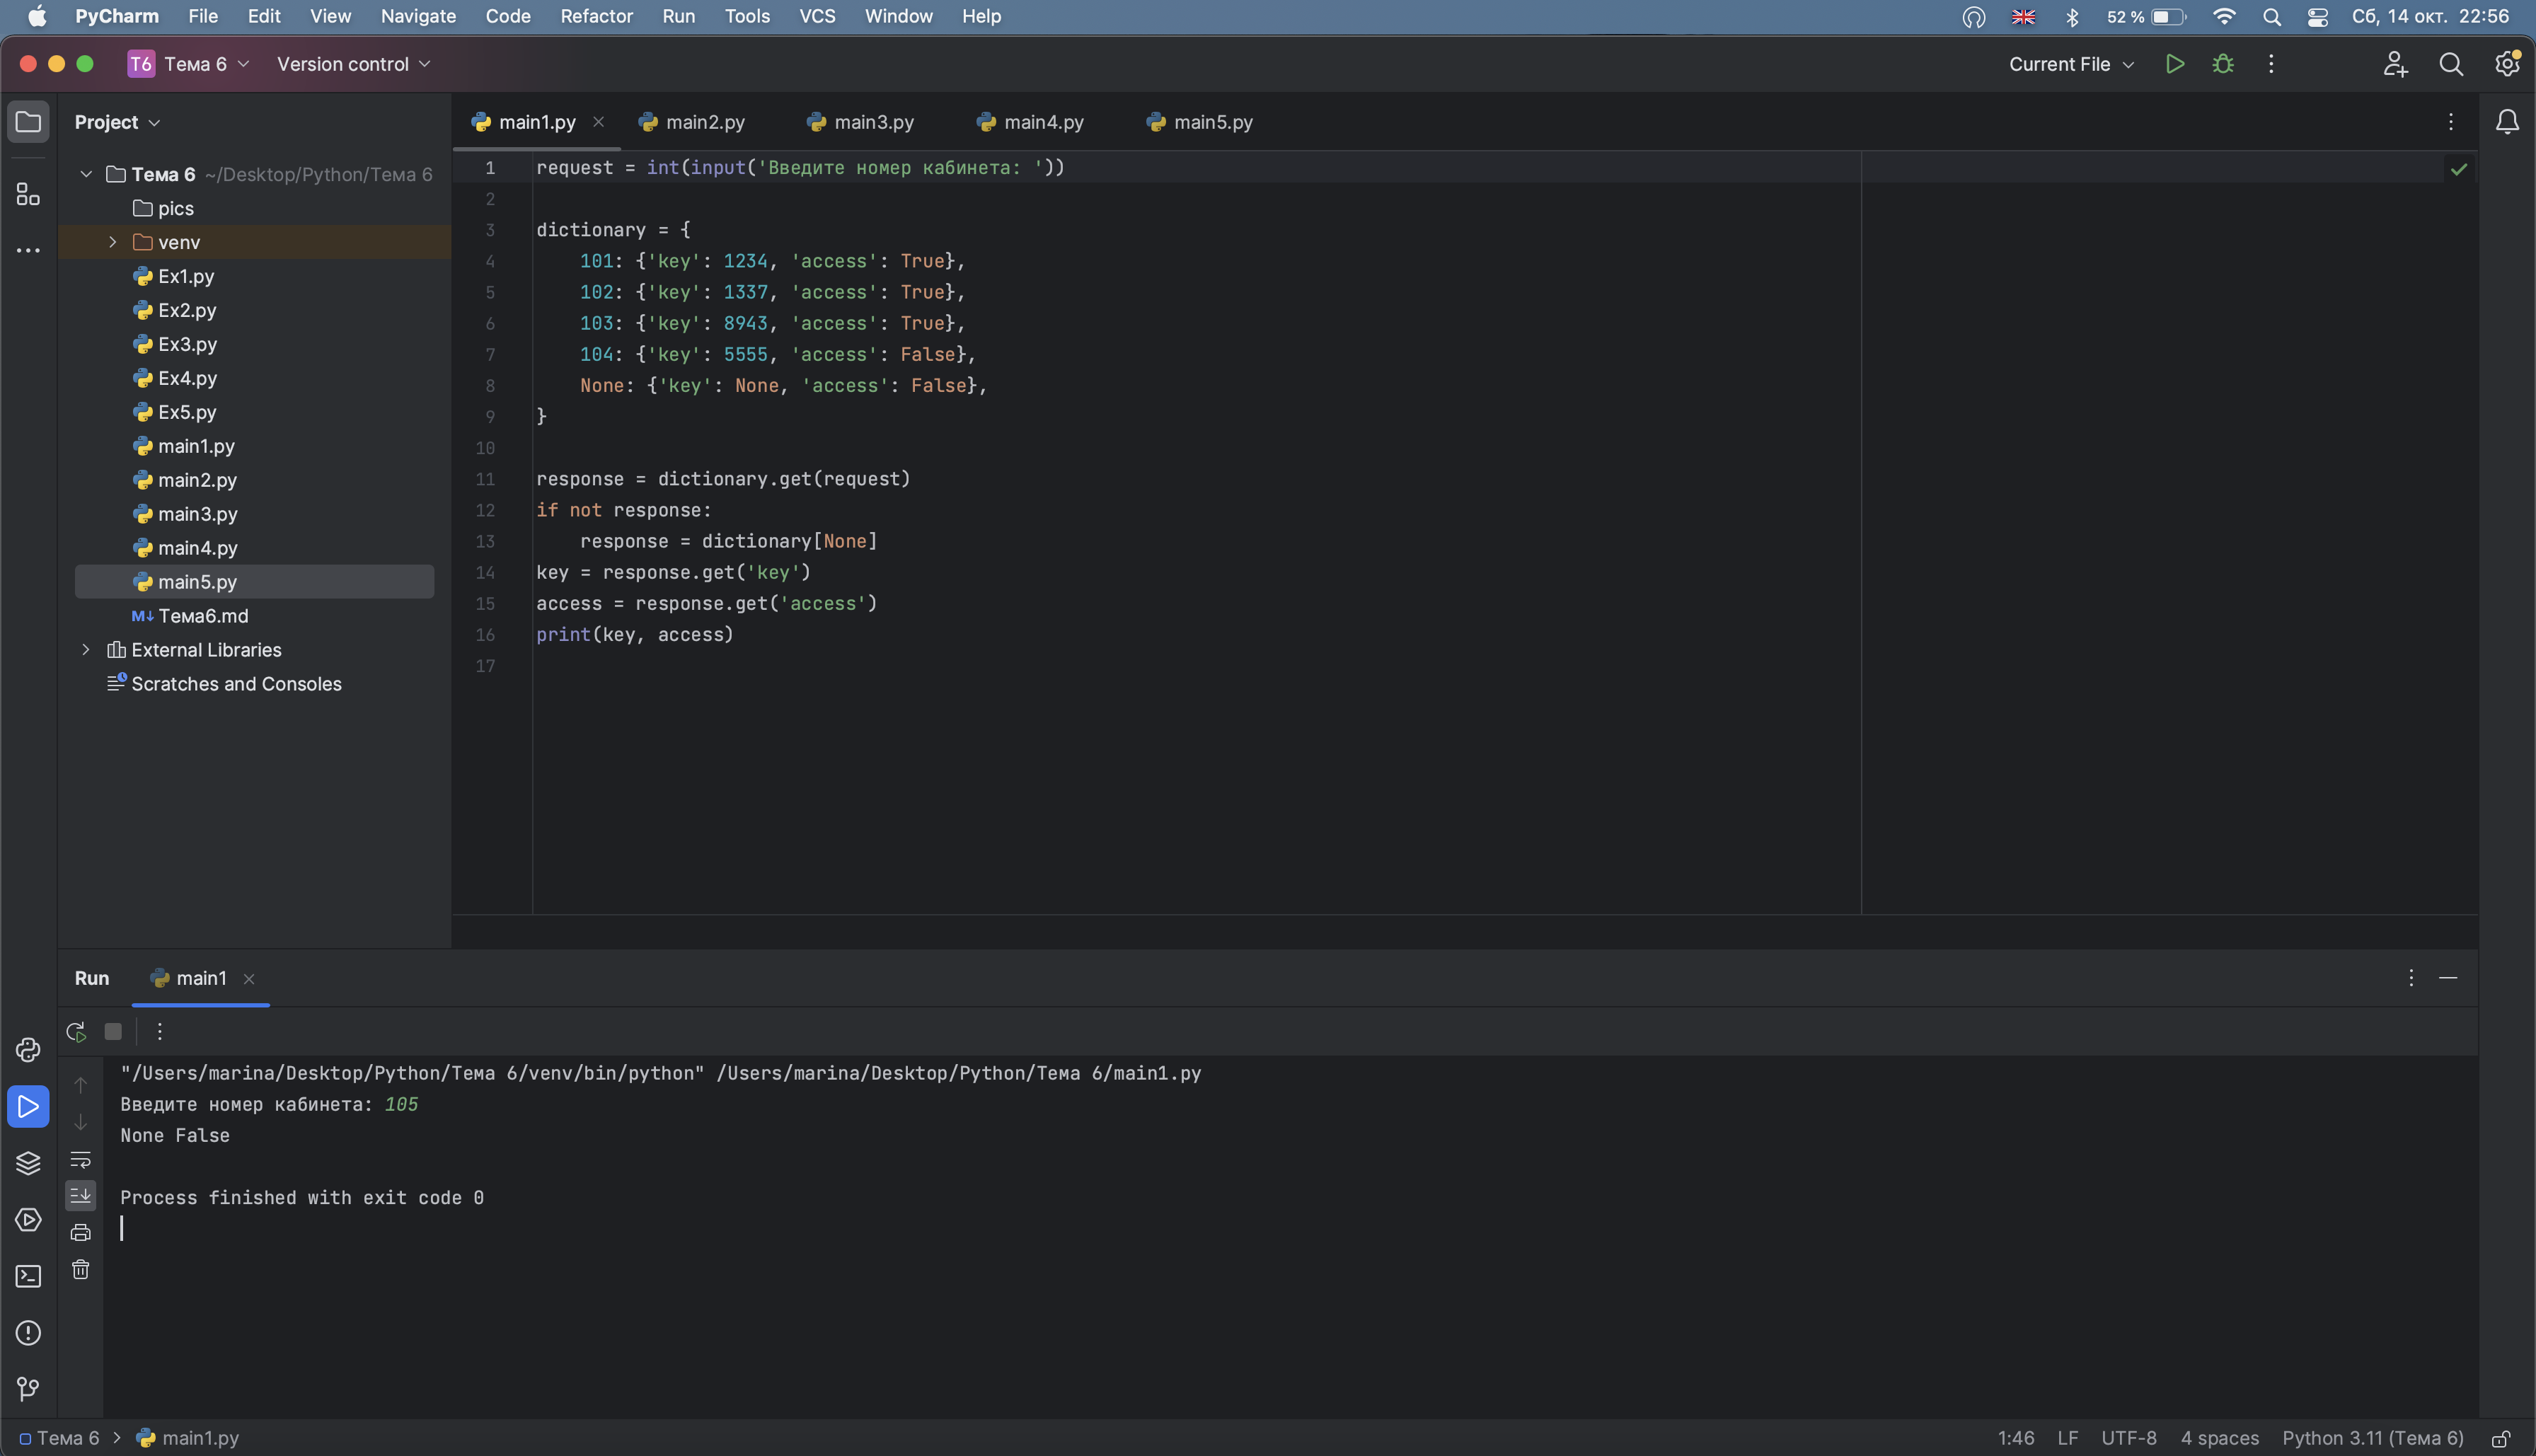 PyCharm File Edit View Navigate Code Refactor Run Tools VCS Window Help 52 % Сб, 14 окт. 22:56
T6 Тема 6 Version control Current File
Project
main1.py main2.py main3.py main4.py main5.py
Тема 6 ~/Desktop/Python/Тема 6
pics
venv
Ex1.py
Ex2.py
Ex3.py
Ex4.py
Ex5.py
main1.py
main2.py
main3.py
main4.py
main5.py
M↓ Тема6.md
External Libraries
Scratches and Consoles
1 request = int(input('Введите номер кабинета: '))
2
3 dictionary = {
4 101: {'key': 1234, 'access': True},
5 102: {'key': 1337, 'access': True},
6 103: {'key': 8943, 'access': True},
7 104: {'key': 5555, 'access': False},
8 None: {'key': None, 'access': False},
9 }
10
11 response = dictionary.get(request)
12 if not response:
13 response = dictionary[None]
14 key = response.get('key')
15 access = response.get('access')
16 print(key, access)
17
Run main1
"/Users/marina/Desktop/Python/Тема 6/venv/bin/python" /Users/marina/Desktop/Python/Тема 6/main1.py
Введите номер кабинета: 105
None False
Process finished with exit code 0
Тема 6 > main1.py 1:46 LF UTF-8 4 spaces Python 3.11 (Тема 6)